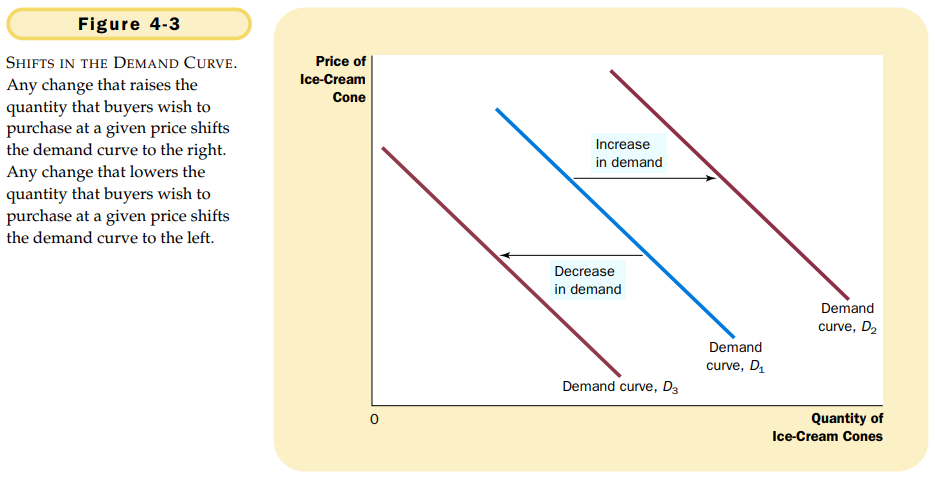 Figure 4-3
SHIFTS IN THE DEMAND CURVE.
Any change that raises the
quantity that buyers wish to
purchase at a given price shifts
the demand curve to the right.
Any change that lowers the
quantity that buyers wish to
purchase at a given price shifts
the demand curve to the left.
Price of
Ice-Cream
Cone
Increase
in demand
Decrease
in demand
Demand
curve, D₂
Demand
curve, D₁
Demand curve, D₃
0
Quantity of
Ice-Cream Cones